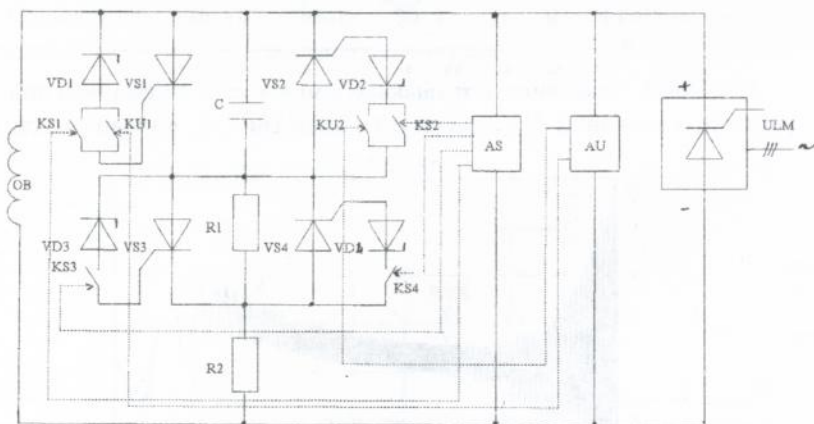 +
VD1 VS1 VS2 VD2
C
KS1 KU1 KU2 KS2 AS AU ULM ~
OB
-
R1
VD3 VS3 VS4
KS3
KS4
R2